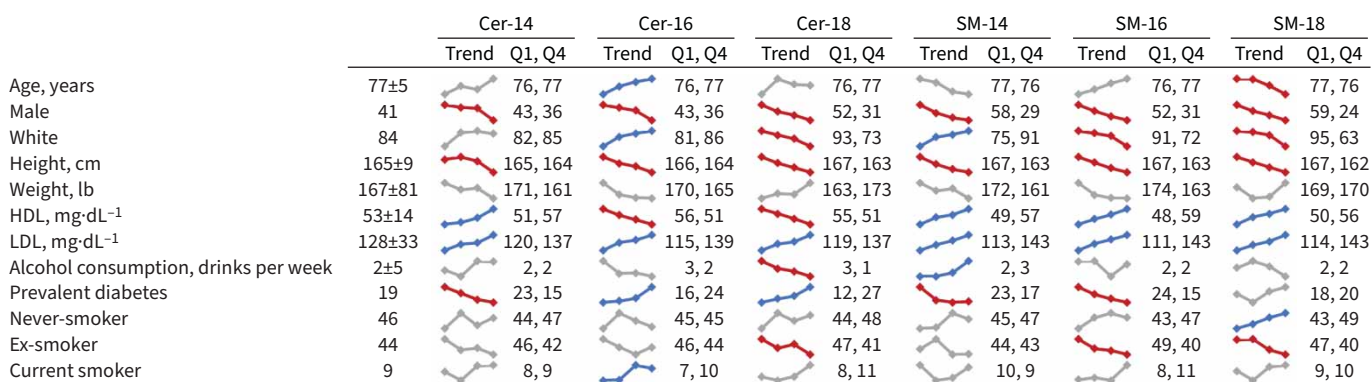 Cer-14 Cer-16 Cer-18 SM-14 SM-16 SM-18
Trend Q1, Q4 Trend Q1, Q4 Trend Q1, Q4 Trend Q1, Q4 Trend Q1, Q4 Trend Q1, Q4
Age, years 77±5 76, 77 76, 77 76, 77 77, 76 76, 77 77, 76
Male 41 43, 36 43, 36 52, 31 58, 29 52, 31 59, 24
White 84 82, 85 81, 86 93, 73 75, 91 91, 72 95, 63
Height, cm 165±9 165, 164 166, 164 167, 163 167, 163 167, 163 167, 162
Weight, lb 167±81 171, 161 170, 165 163, 173 172, 161 174, 163 169, 170
HDL, mg·dL⁻¹ 53±14 51, 57 56, 51 55, 51 49, 57 48, 59 50, 56
LDL, mg·dL⁻¹ 128±33 120, 137 115, 139 119, 137 113, 143 111, 143 114, 143
Alcohol consumption, drinks per week 2±5 2, 2 3, 2 3, 1 2, 3 2, 2 2, 2
Prevalent diabetes 19 23, 15 16, 24 12, 27 23, 17 24, 15 18, 20
Never-smoker 46 44, 47 45, 45 44, 48 45, 47 43, 47 43, 49
Ex-smoker 44 46, 42 46, 44 47, 41 44, 43 49, 40 47, 40
Current smoker 9 8, 9 7, 10 8, 11 10, 9 8, 11 9, 10